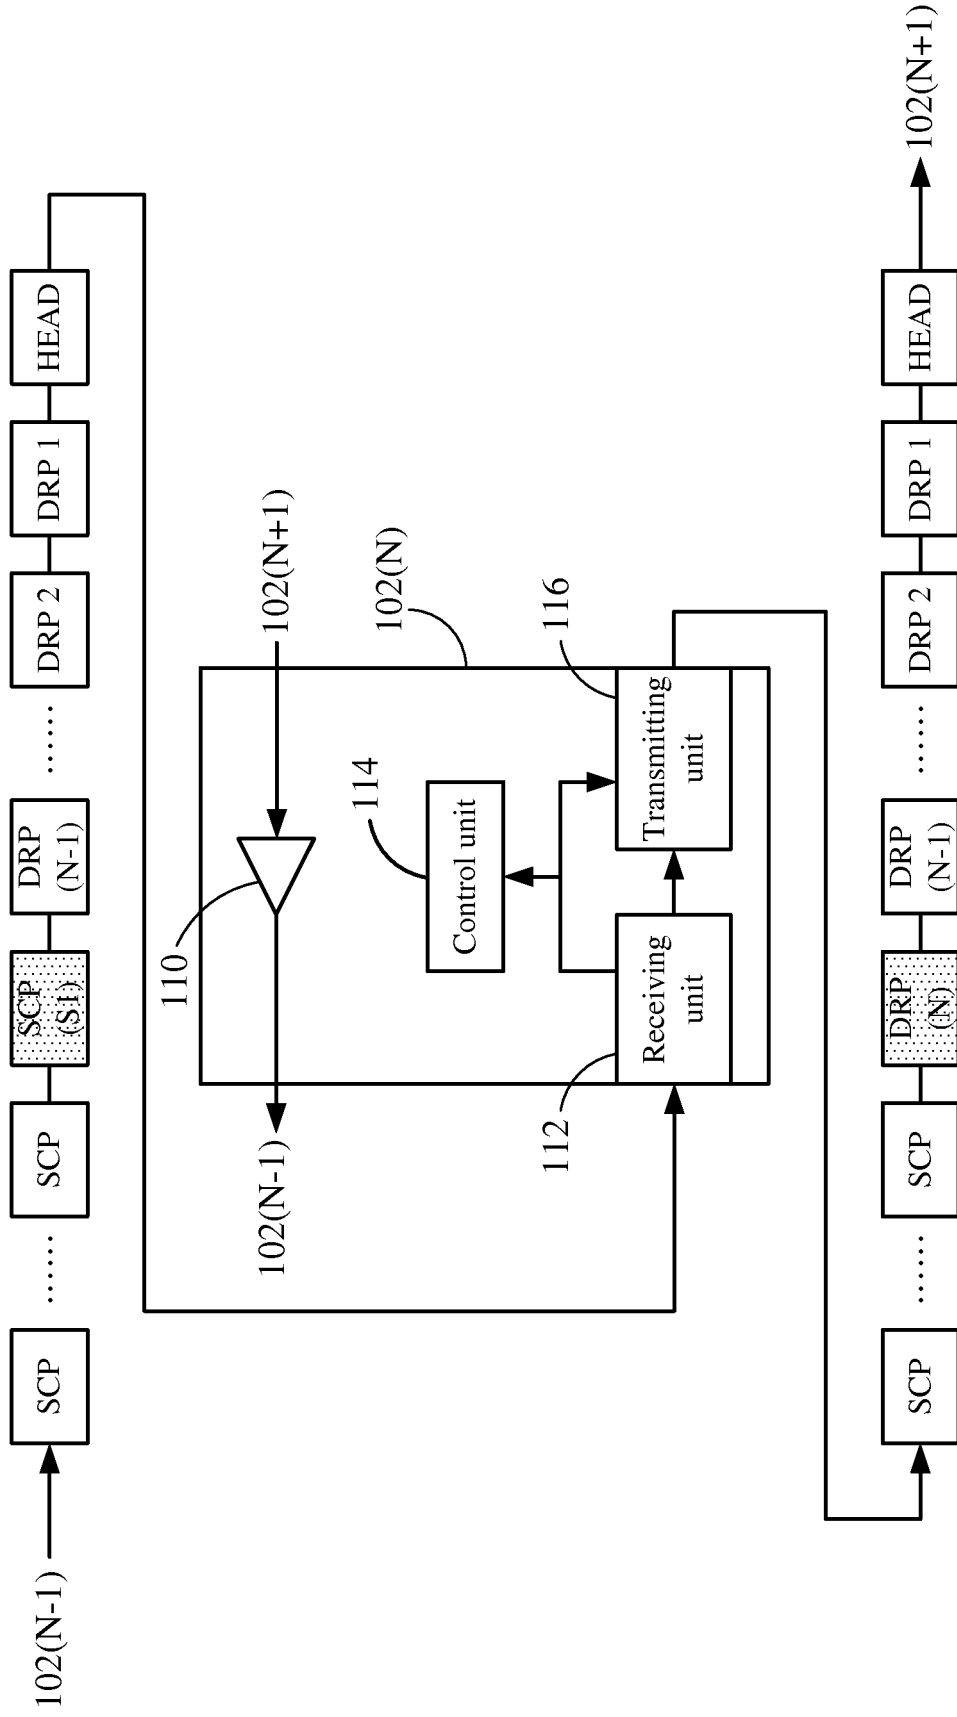 102(N-1)
SCP
......
SCP
SCP
(S1)
DRP
(N-1)
......
DRP 2
DRP 1
HEAD
102(N-1)
110
102(N+1)
114
102(N)
Control unit
112
116
Receiving
unit
Transmitting
unit
SCP
......
SCP
DRP
(N)
DRP
(N-1)
......
DRP 2
DRP 1
HEAD
102(N+1)